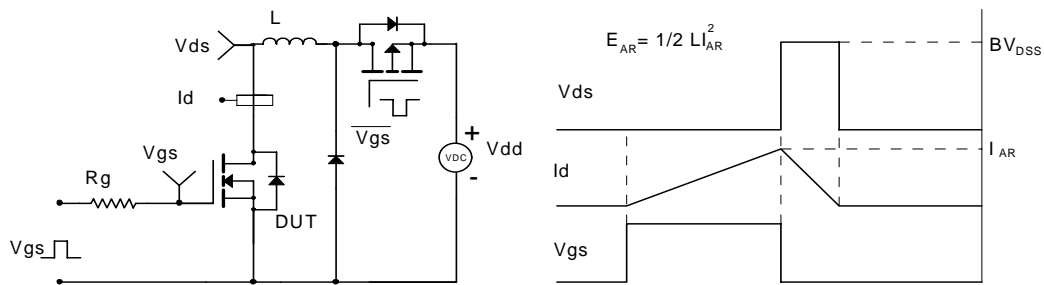 L
Vds
Id
Vgs
Vgs
Rg
DUT
Vgs
VDC
+
-
Vdd
E_AR= 1/2 LI_AR^2
Vds
BV_DSS
Id
I_AR
Vgs